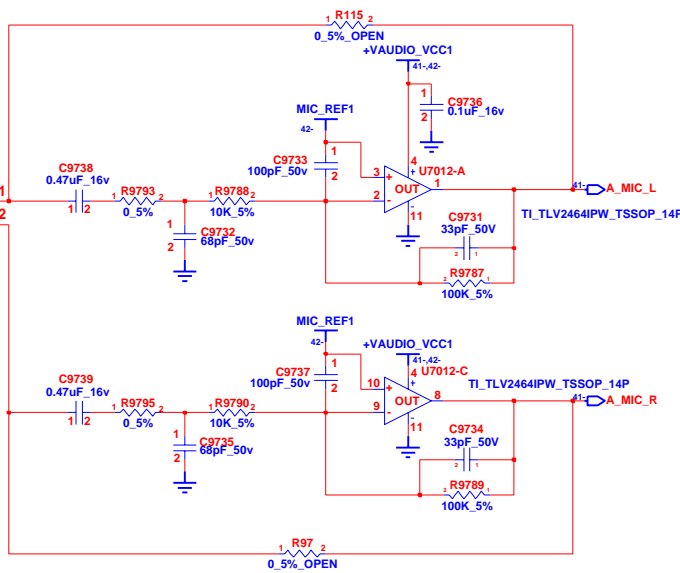 R115
1 2
0_5%_OPEN
+VAUDIO_VCC1
41-,42-
1
C9736
2
0.1uF_16v
MIC_REF1
42-
1
C9733
100pF_50v
2
4
+
U7012-A
3
+
OUT
1
2
-
-
11
41-
A_MIC_L
TI_TLV2464IPW_TSSOP_14P
C9738
0.47uF_16v
1
2
1
2
R9793
1 2
0_5%
R9788
1 2
10K_5%
1
C9732
68pF_50v
2
C9731
33pF_50V
2 1
R9787
2 1
100K_5%
MIC_REF1
42-
+VAUDIO_VCC1
41-,42-
1
C9737
100pF_50v
2
4
+
U7012-C
TI_TLV2464IPW_TSSOP_14P
10
+
OUT
8
9
-
-
11
41-
A_MIC_R
C9739
0.47uF_16v
1
2
R9795
1 2
0_5%
R9790
1 2
10K_5%
1
C9735
68pF_50v
2
C9734
33pF_50V
2 1
R9789
2 1
100K_5%
R97
1 2
0_5%_OPEN